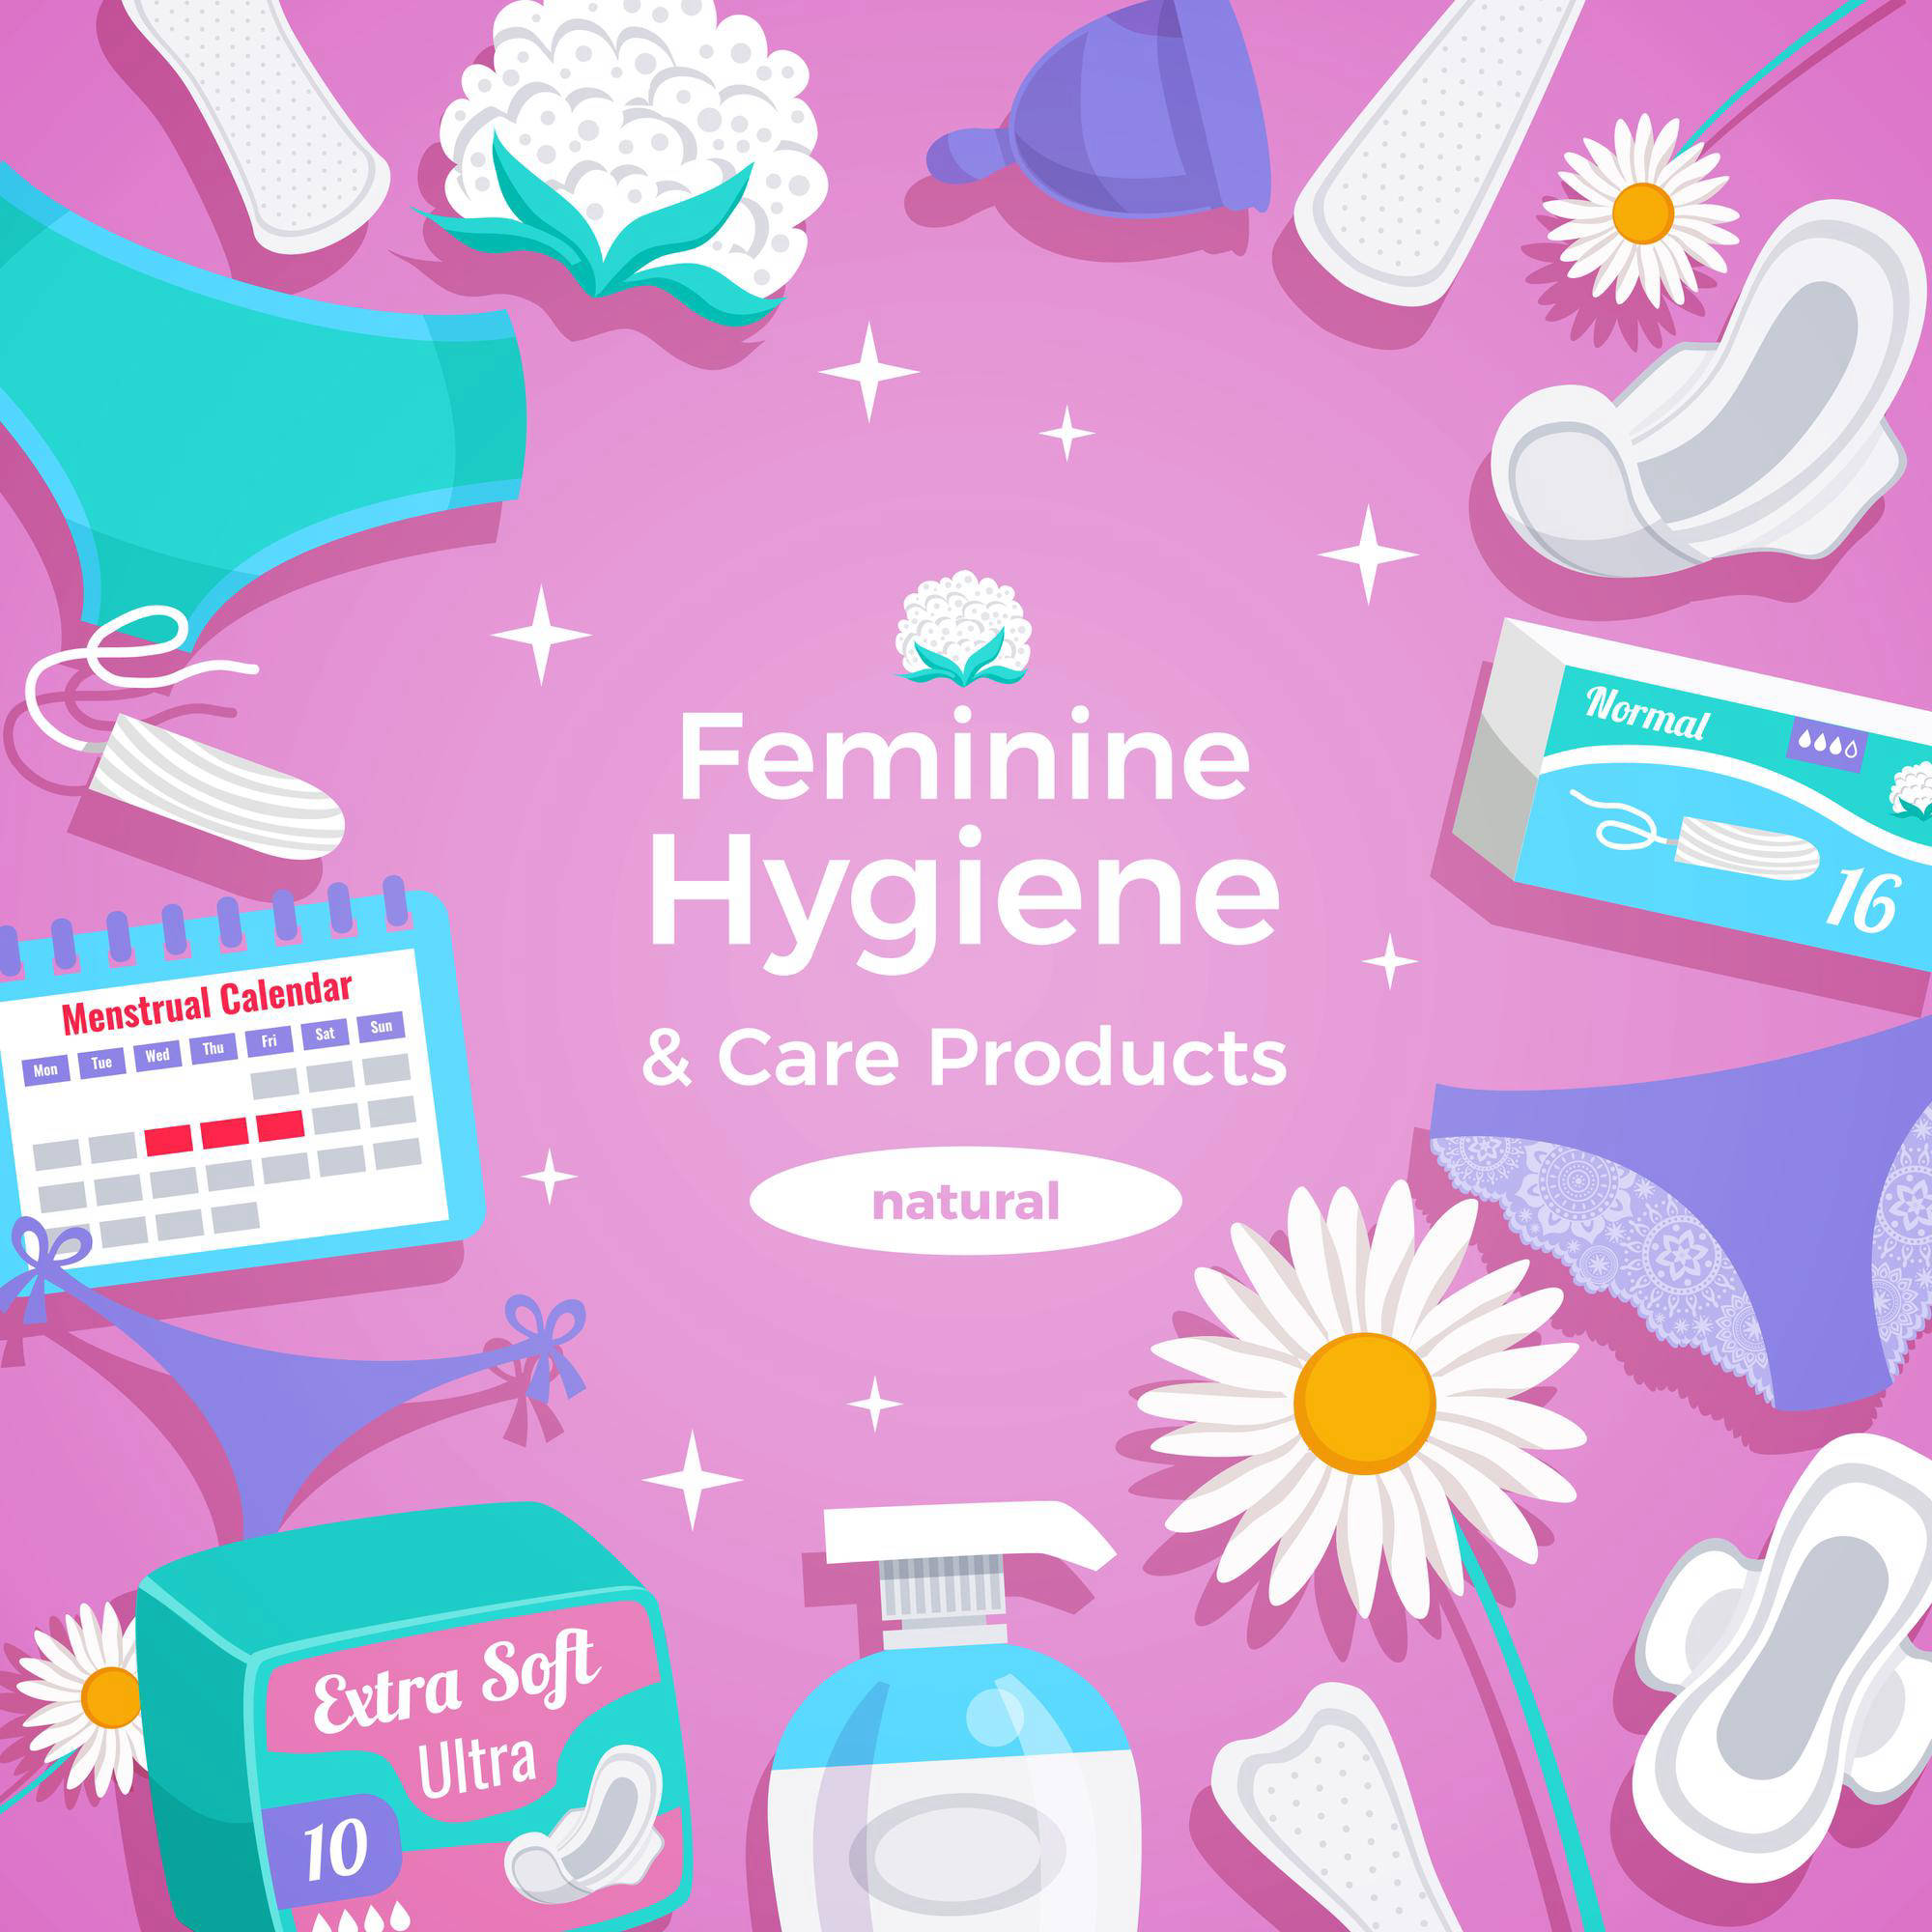 Feminine
Hygiene
& Care Products
natural
Normal
16
Menstrual Calendar
Mon Tue Wed Thu Fri Sat Sun
Extra Soft
Ultra
10